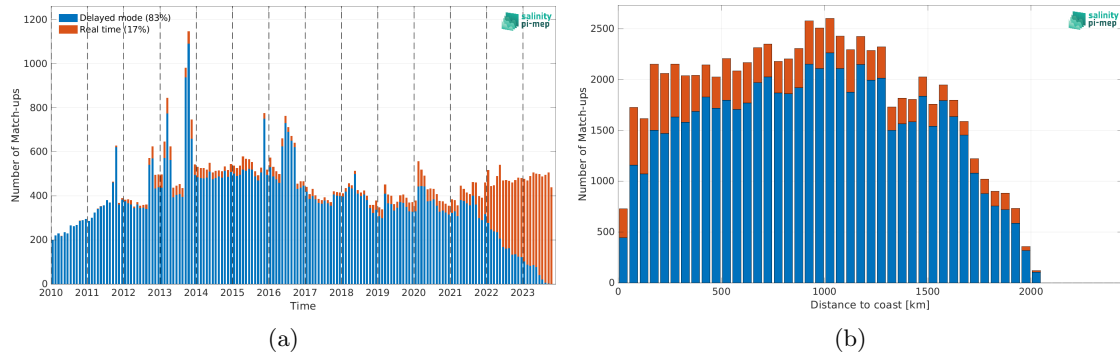 Delayed mode (83%)
Real time (17%)
salinity
pi-mep
1200
1000
800
600
400
200
0
Number of Match-ups
2010 2011 2012 2013 2014 2015 2016 2017 2018 2019 2020 2021 2022 2023
Time
(a)
salinity
pi-mep
2500
2000
1500
1000
500
0
Number of Match-ups
0 500 1000 1500 2000
Distance to coast [km]
(b)